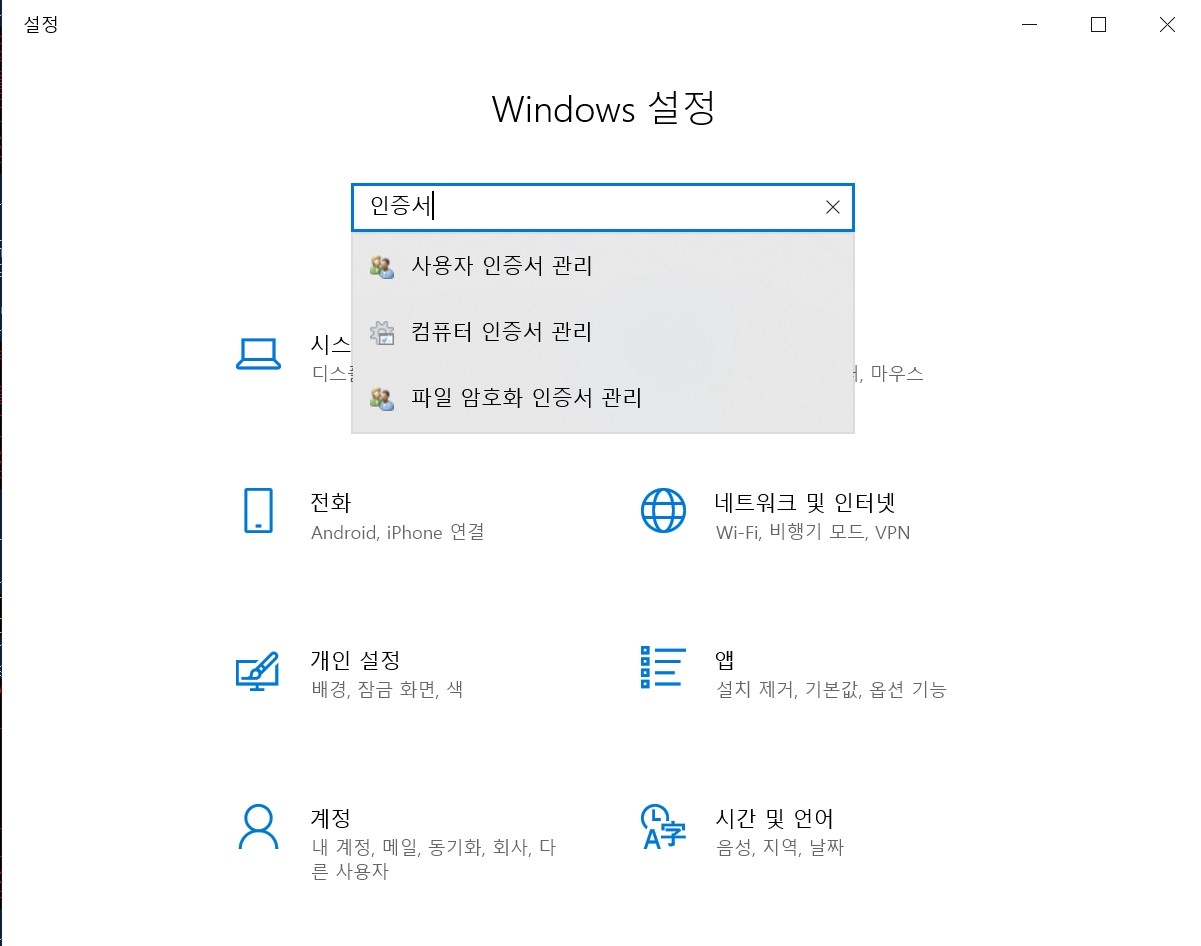 설정
Windows 설정
인증서
사용자 인증서 관리
컴퓨터 인증서 관리
파일 암호화 인증서 관리
시스
마우스
전화
Android, iPhone 연결
네트워크 및 인터넷
Wi-Fi, 비행기 모드, VPN
개인 설정
배경, 잠금 화면, 색
앱
설치 제거, 기본값, 옵션 기능
계정
내 계정, 메일, 동기화, 회사, 다
른 사용자
시간 및 언어
음성, 지역, 날짜